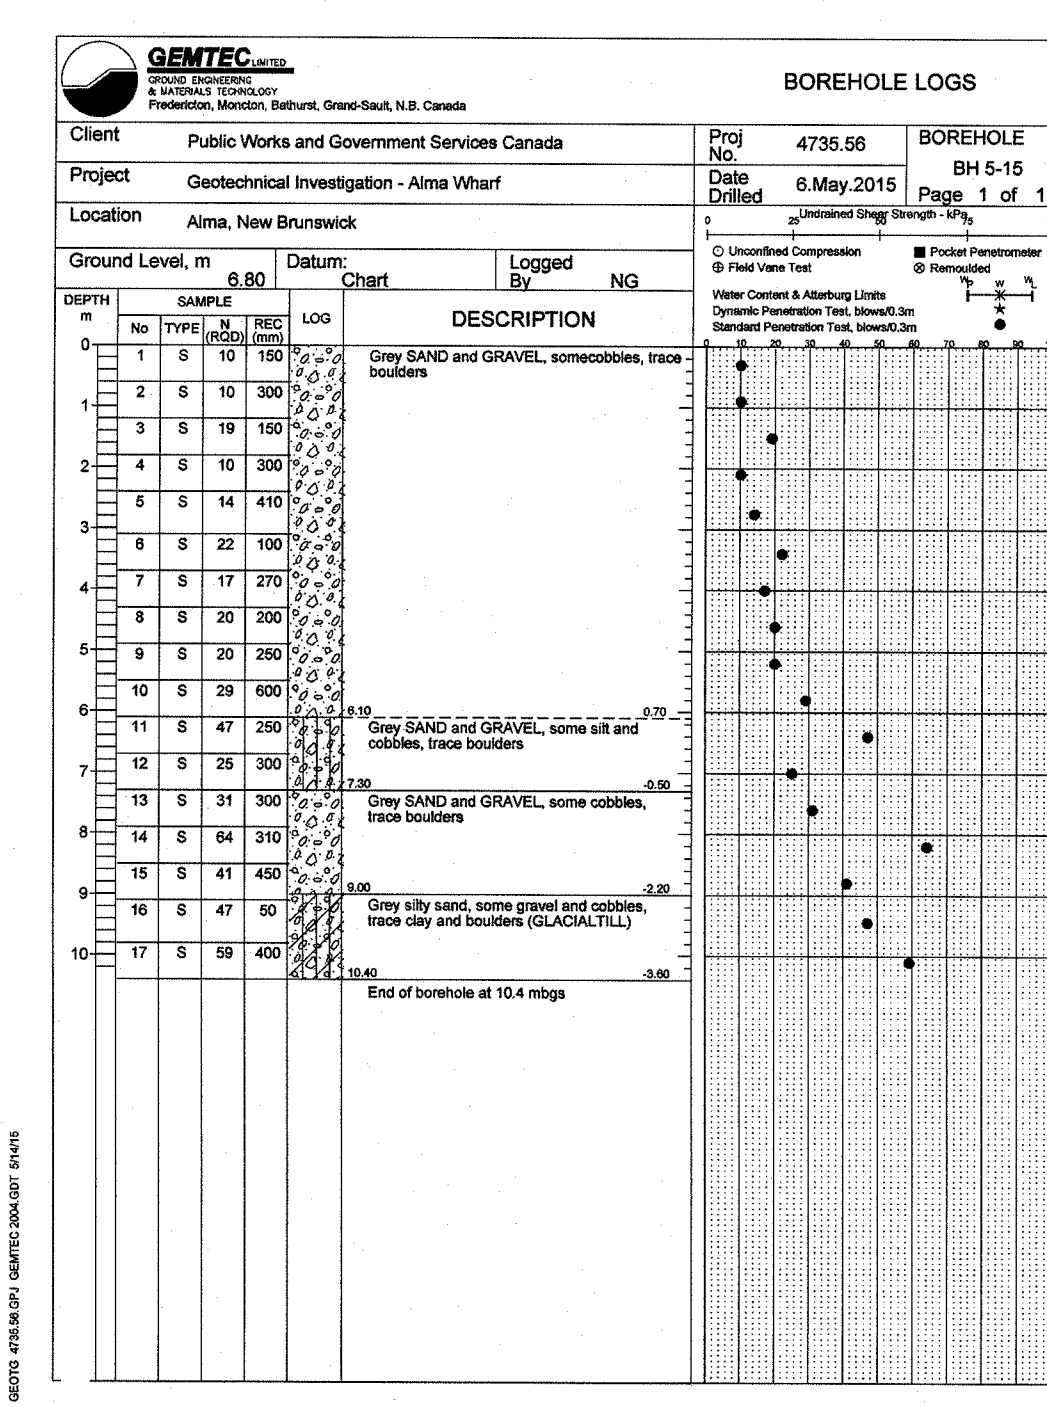 GEMTEC LIMITED
GROUND ENGINEERING
& MATERIALS TECHNOLOGY
Fredericton, Moncton, Bathurst, Grand-Sault, N.B. Canada
BOREHOLE LOGS
Client Public Works and Government Services Canada
Proj No. 4735.56
BOREHOLE
BH 5-15
Page 1 of 1
Project Geotechnical Investigation - Alma Wharf
Date Drilled 6.May.2015
Location Alma, New Brunswick
Undrained Shear Strength - kPa
0 25 50 75
Ground Level, m 6.80
Datum: Chart
Logged By NG
Unconfined Compression Pocket Penetrometer
Field Vane Test Remoulded
Water Content & Atterburg Limits Wp W WL
Dynamic Penetration Test, blows/0.3m
Standard Penetration Test, blows/0.3m
DEPTH m
SAMPLE
LOG
DESCRIPTION
No TYPE N (RQD) REC (mm)
0 10 20 30 40 50 60 70 80 90
0
1 S 10 150
Grey SAND and GRAVEL, somecobbles, trace
boulders
2 S 10 300
1
3 S 19 150
2
4 S 10 300
5 S 14 410
3
6 S 22 100
4
7 S 17 270
8 S 20 200
5
9 S 20 250
10 S 29 600
6
6.10 0.70
11 S 47 250
Grey SAND and GRAVEL, some silt and
cobbles, trace boulders
12 S 25 300
7
7.30 -0.50
13 S 31 300
Grey SAND and GRAVEL, some cobbles,
trace boulders
8
14 S 64 310
15 S 41 450
9
9.00 -2.20
16 S 47 50
Grey silty sand, some gravel and cobbles,
trace clay and boulders (GLACIALTILL)
10
17 S 59 400
10.40 -3.60
End of borehole at 10.4 mbgs
GEOTG 4735.56.GPJ GEMTEC 2004.GDT 5/14/15